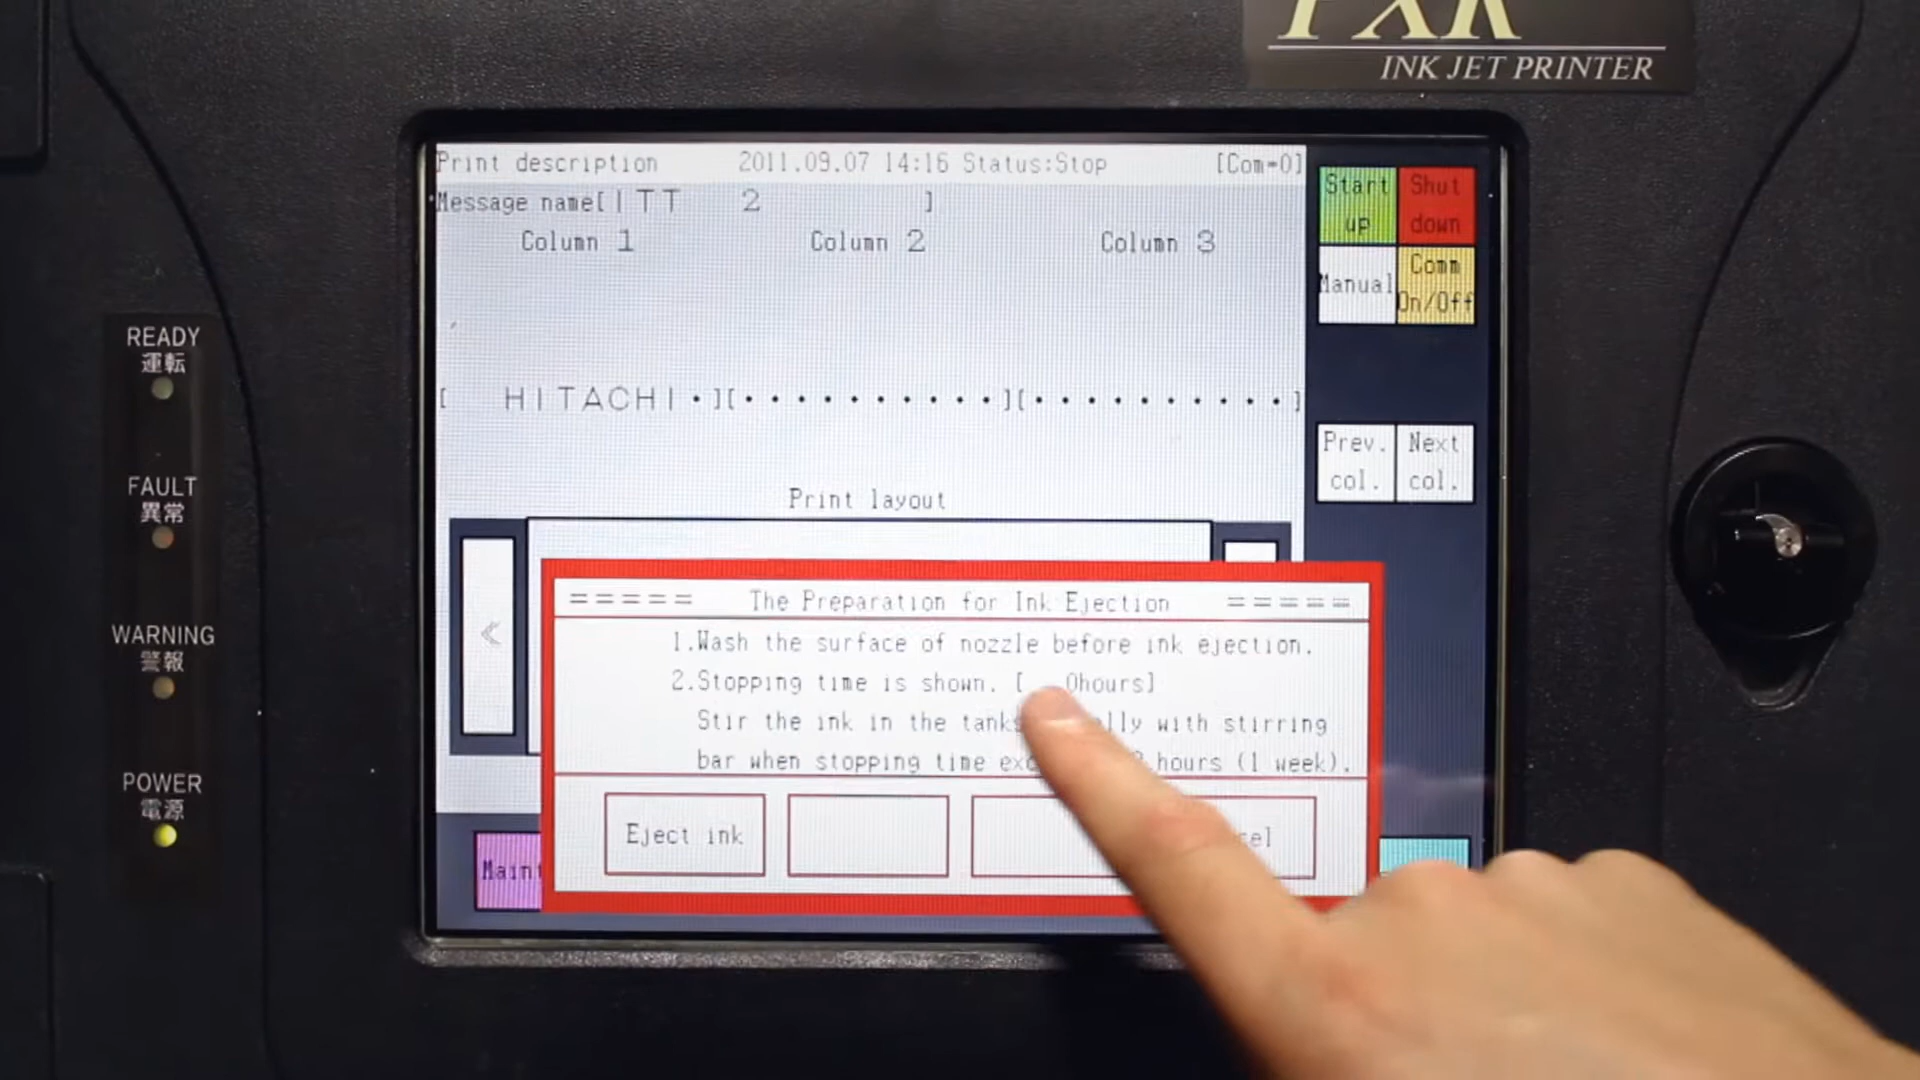 PXR
INK JET PRINTER
Print description 2011.09.07 14:16 Status:Stop [Com=0]
Message name[ITT 2 ]
Column 1 Column 2 Column 3
[ HITACHI・][・・・・・・・・・・][・・・・・・・・・・]
Print layout
Start up
Shut down
Manual
Comm On/Off
Prev. col.
Next col.
《
===== The Preparation for Ink Ejection =====
1.Wash the surface of nozzle before ink ejection.
2.Stopping time is shown. [ 0hours]
Stir the ink in the tanks with stirring
bar when stopping time hours (1 week).
Eject ink
READY
運転
FAULT
異常
WARNING
警報
POWER
電源